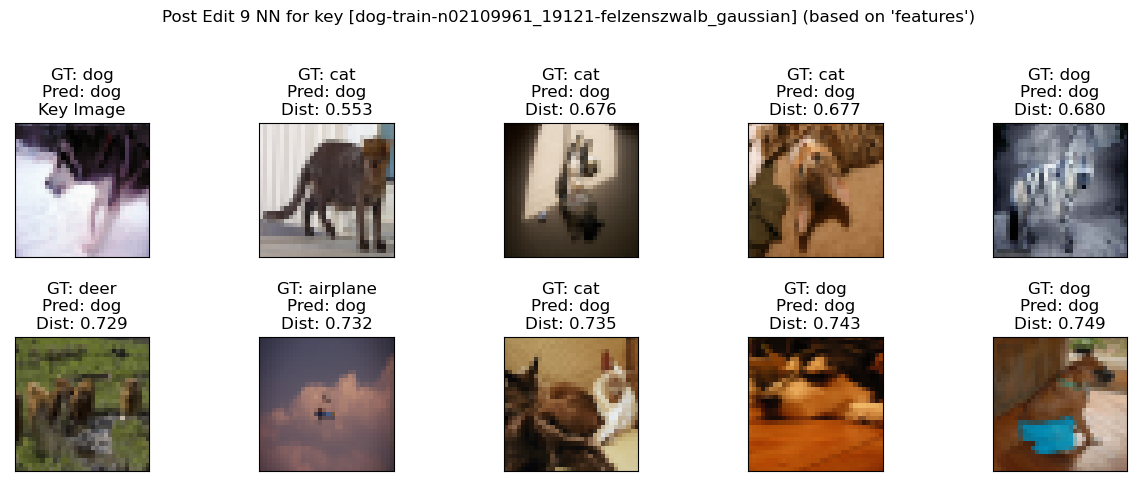 Post Edit 9 NN for key [dog-train-n02109961_19121-felzenszwalb_gaussian] (based on 'features')
GT: dog
Pred: dog
Key Image
GT: cat
Pred: dog
Dist: 0.553
GT: cat
Pred: dog
Dist: 0.676
GT: cat
Pred: dog
Dist: 0.677
GT: dog
Pred: dog
Dist: 0.680
GT: deer
Pred: dog
Dist: 0.729
GT: airplane
Pred: dog
Dist: 0.732
GT: cat
Pred: dog
Dist: 0.735
GT: dog
Pred: dog
Dist: 0.743
GT: dog
Pred: dog
Dist: 0.749